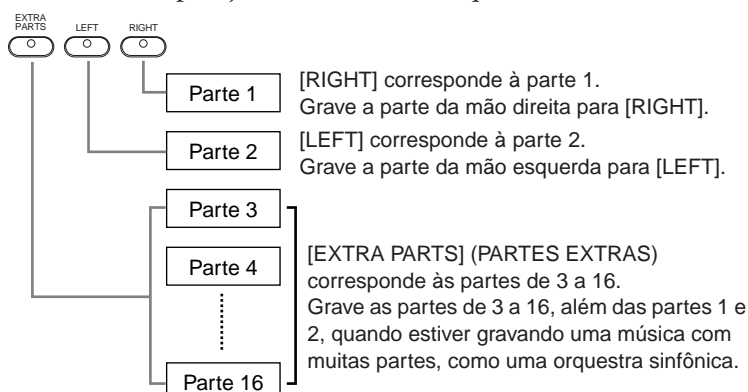 EXTRA
PARTS
LEFT
RIGHT
Parte 1
[RIGHT] corresponde à parte 1.
Grave a parte da mão direita para [RIGHT].
Parte 2
[LEFT] corresponde à parte 2.
Grave a parte da mão esquerda para [LEFT].
Parte 3
Parte 4
Parte 16
[EXTRA PARTS] (PARTES EXTRAS)
corresponde às partes de 3 a 16.
Grave as partes de 3 a 16, além das partes 1 e
2, quando estiver gravando uma música com
muitas partes, como uma orquestra sinfônica.